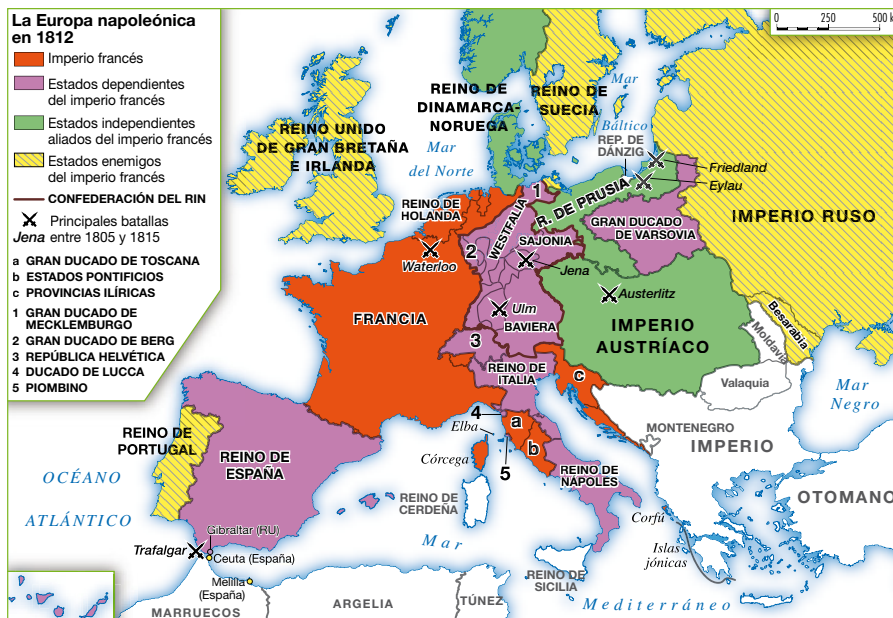 La Europa napoleónica
en 1812
Imperio francés
Estados dependientes
del imperio francés
Estados independientes
aliados del imperio francés
Estados enemigos
del imperio francés
CONFEDERACIÓN DEL RIN
Principales batallas
Jena entre 1805 y 1815
a GRAN DUCADO DE TOSCANA
b ESTADOS PONTIFICIOS
c PROVINCIAS ILÍRICAS
1 GRAN DUCADO DE
MECKLEMBURGO
2 GRAN DUCADO DE BERG
3 REPÚBLICA HELVÉTICA
4 DUCADO DE LUCCA
5 PIOMBINO
0 250 500 k
REINO DE
DINAMARCA-
NORUEGA
REINO DE
SUECIA
Mar
Báltico
REP. DE
DÁNZIG
Friedland
Eylau
REINO UNIDO
DE GRAN BRETAÑA
E IRLANDA
Mar
del Norte
REINO DE
HOLANDA
1
R. DE PRUSIA
WESTFALIA
GRAN DUCADO
DE VARSOVIA
IMPERIO RUSO
SAJONIA
2
Waterloo
Jena
Austerlitz
Ulm
FRANCIA
BAVIERA
IMPERIO
AUSTRÍACO
Besarabia
Moldavia
3
REINO DE
ITALIA
c
Valaquia
Mar
Negro
4
a
Elba
b
5
Córcega
MONTENEGRO
IMPERIO
OTOMANO
REINO DE
PORTUGAL
REINO DE
ESPAÑA
REINO DE
NÁPOLES
REINO DE
CERDEÑA
OCÉANO
ATLÁNTICO
Corfú
Islas
jónicas
Gibraltar (RU)
Trafalgar
Ceuta (España)
Melilla
(España)
Mar
Mediterráneo
REINO DE
SICILIA
MARRUECOS
ARGELIA
TÚNEZ